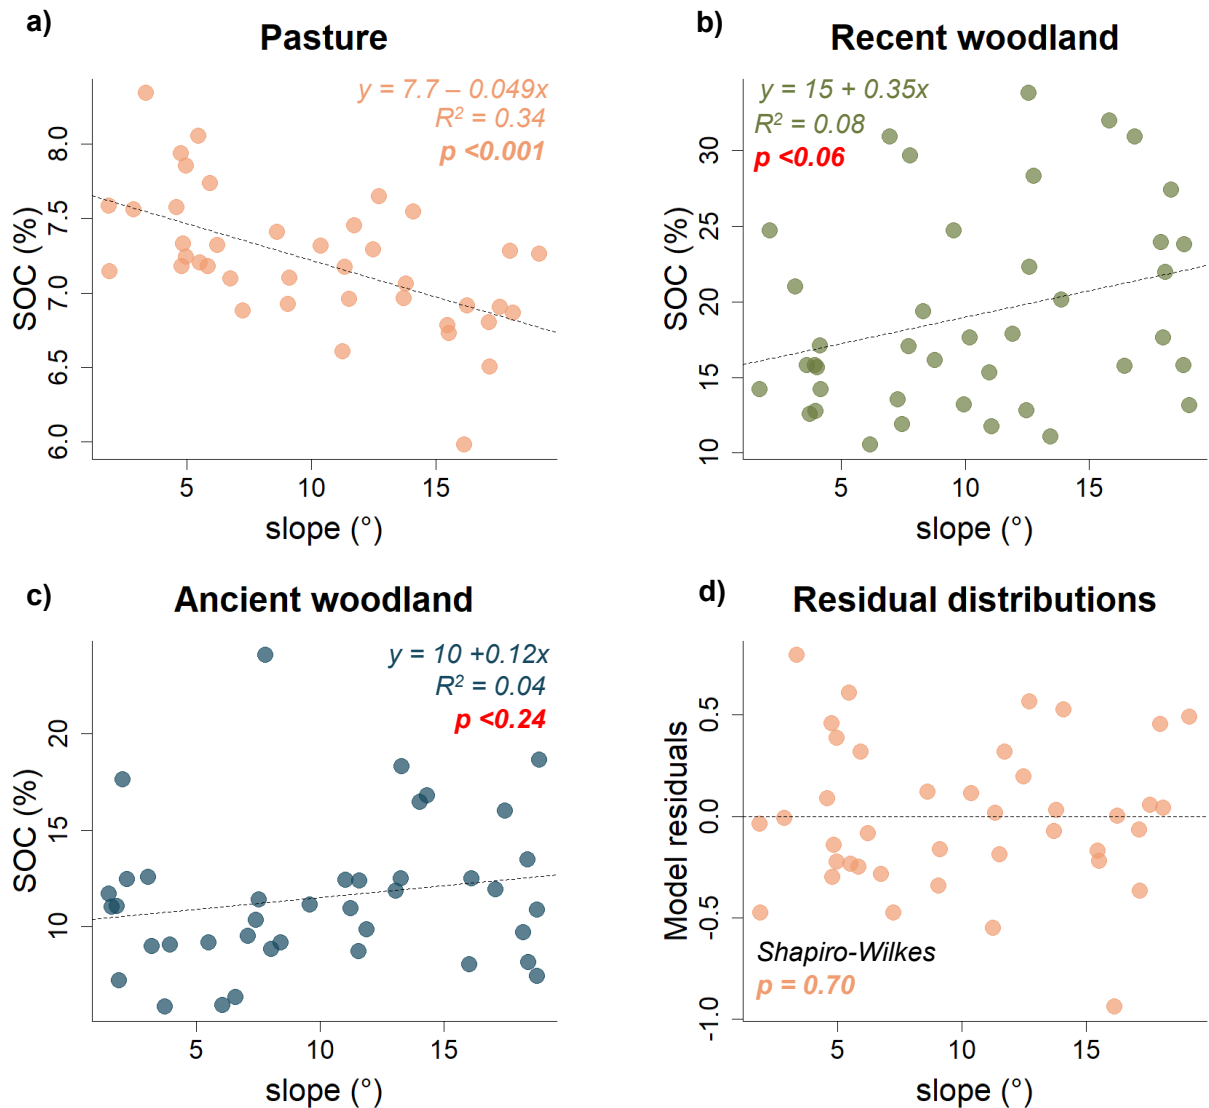 a)
Pasture
y = 7.7 – 0.049x
R² = 0.34
p <0.001
SOC (%)
8.0
7.5
7.0
6.5
6.0
5
10
15
slope (°)
b)
Recent woodland
y = 15 + 0.35x
R² = 0.08
p <0.06
SOC (%)
30
25
20
15
10
5
10
15
slope (°)
c)
Ancient woodland
y = 10 +0.12x
R² = 0.04
p <0.24
SOC (%)
20
15
10
5
10
15
slope (°)
d)
Residual distributions
Model residuals
0.5
0.0
-0.5
-1.0
Shapiro-Wilkes
p = 0.70
5
10
15
slope (°)